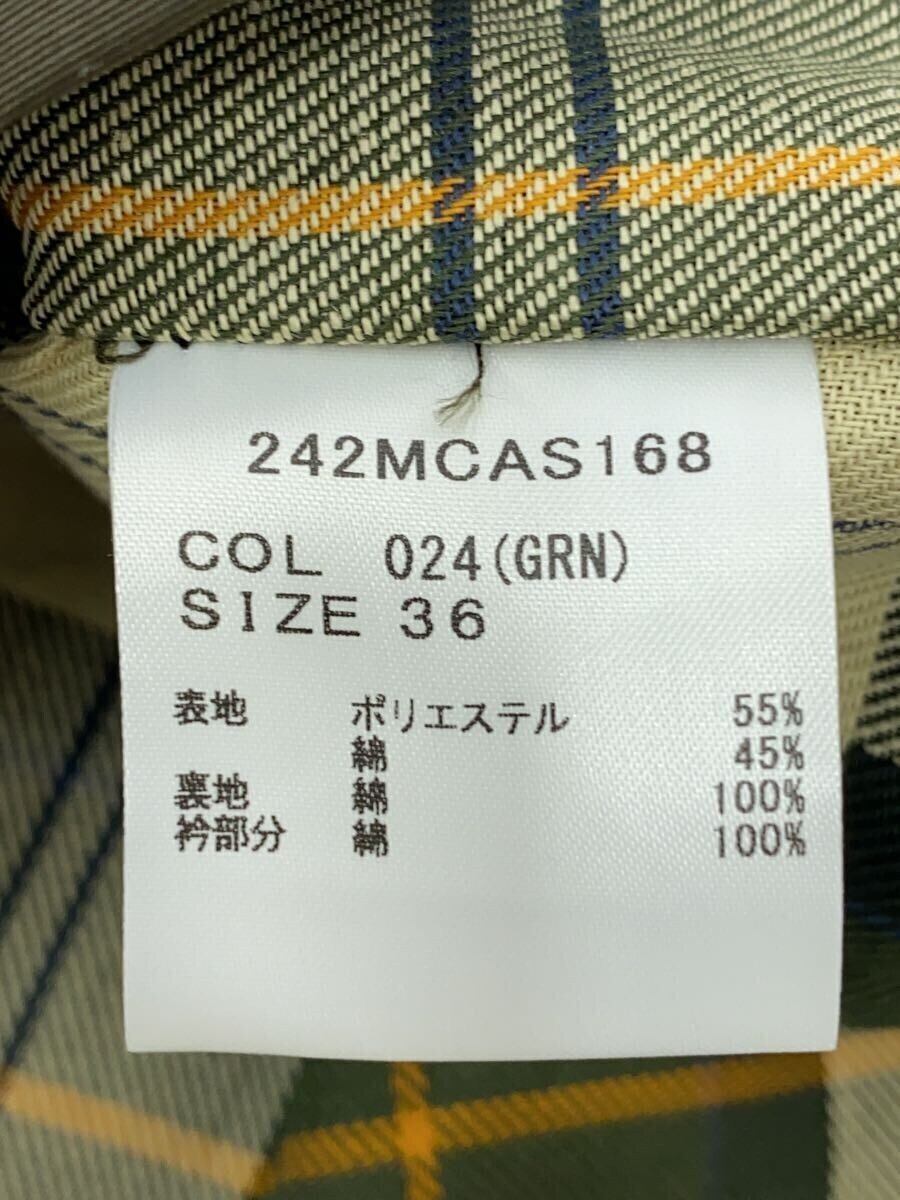 242MCAS168
COL 024(GRN)
SIZE 36
表地 ポリエステル 55%
綿 45%
裏地 綿 100%
衿部分 綿 100%